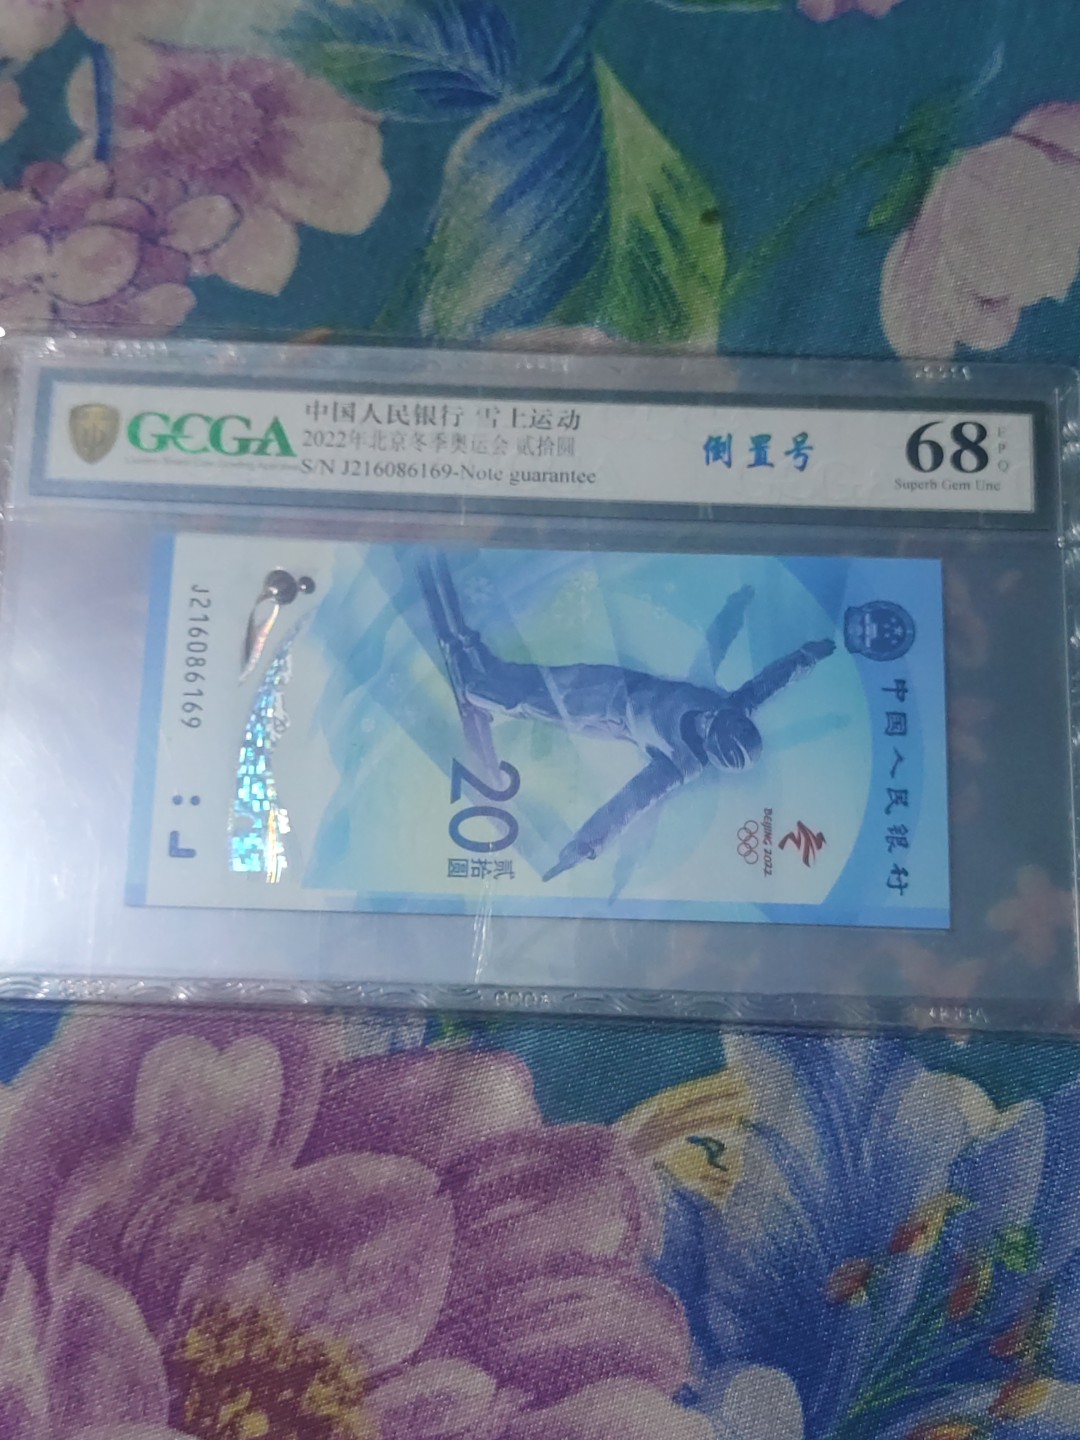 GCGA
中国人民银行 雪上运动
2022年北京冬季奥运会 贰拾圆
S/N J216086169-Note guarantee
倒置号
68
EPQ
Superb Gem Unc
中国人民银行
BEIJING 2022
20
贰拾圆
J216086169
J